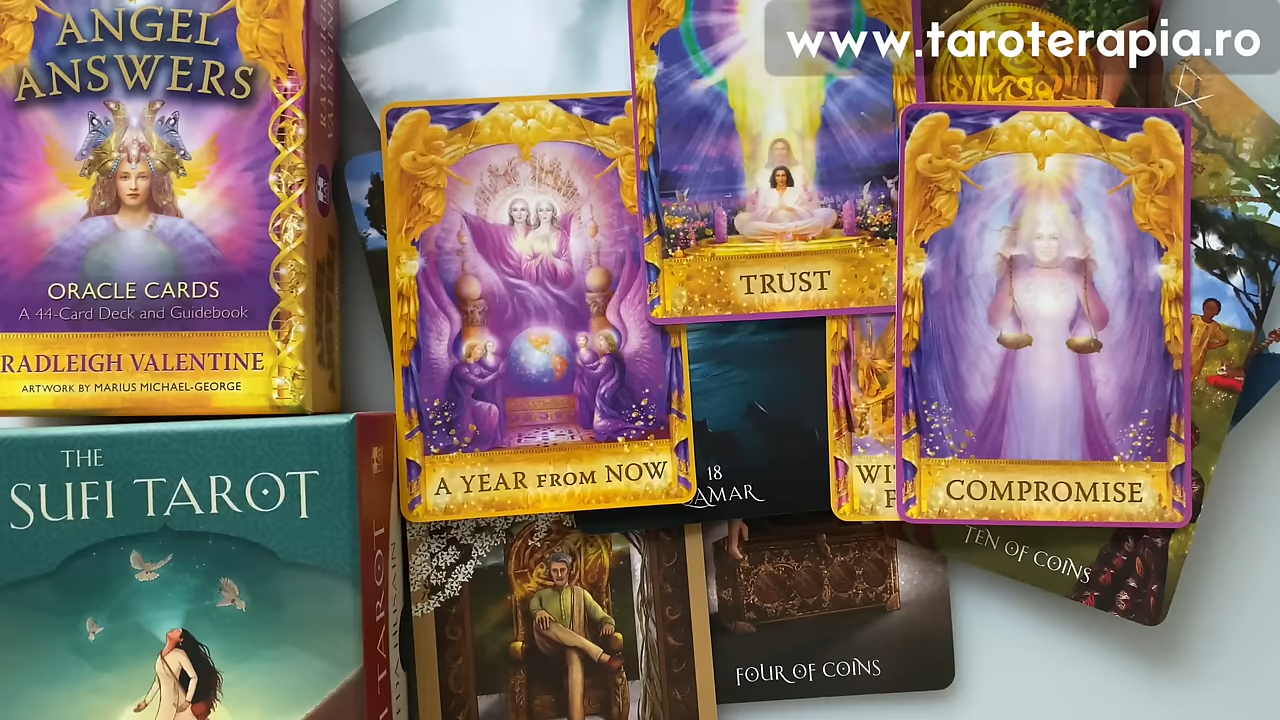 www.taroterapia.ro
ANGEL
ANSWERS
ORACLE CARDS
A 44-Card Deck and Guidebook
RADLEIGH VALENTINE
ARTWORK BY MARIUS MICHAEL-GEORGE
THE
SUFI TAROT
TAROT
A YEAR FROM NOW
TRUST
COMPROMISE
18
FOUR OF COINS
TEN OF COINS